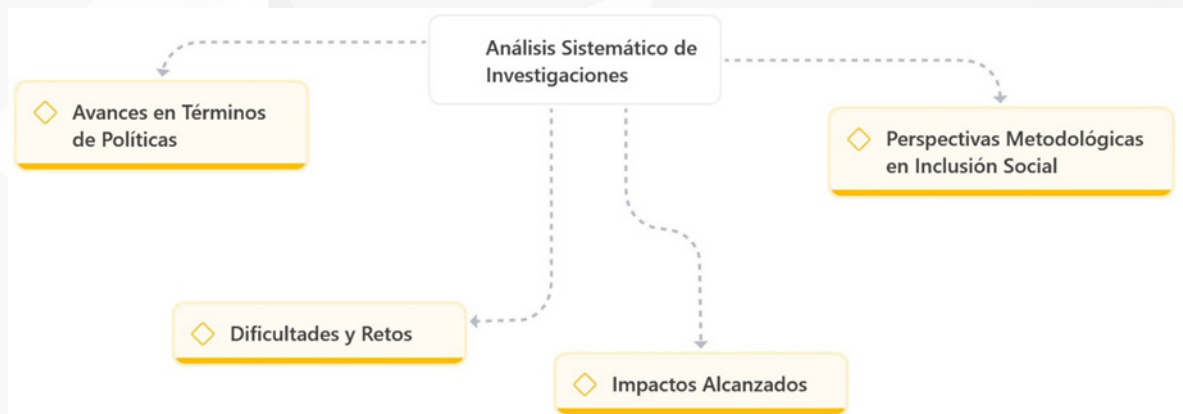 Análisis Sistemático de
Investigaciones
Avances en Términos
de Políticas
Perspectivas Metodológicas
en Inclusión Social
Dificultades y Retos
Impactos Alcanzados